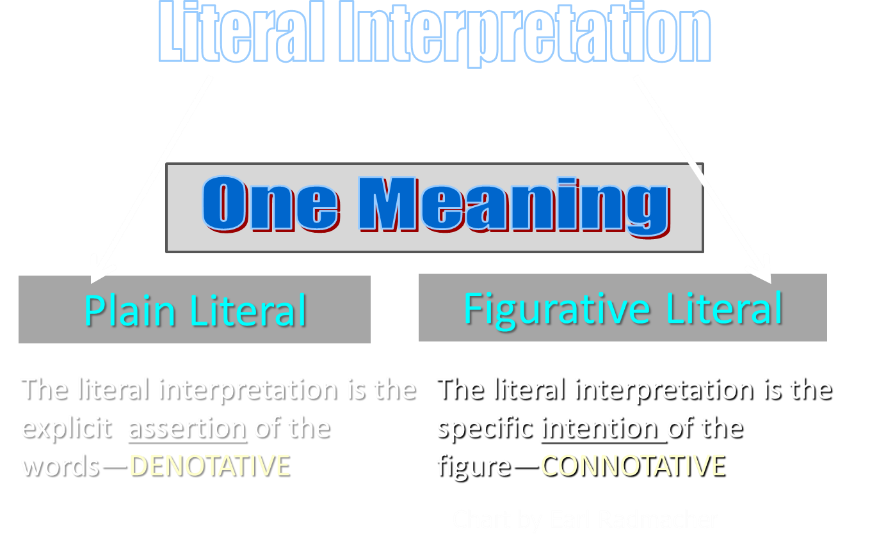 Literal Interpretation
One Meaning
Plain Literal
Figurative Literal
The literal interpretation is the
explicit assertion of the
words—DENOTATIVE
The literal interpretation is the
specific intention of the
figure—CONNOTATIVE